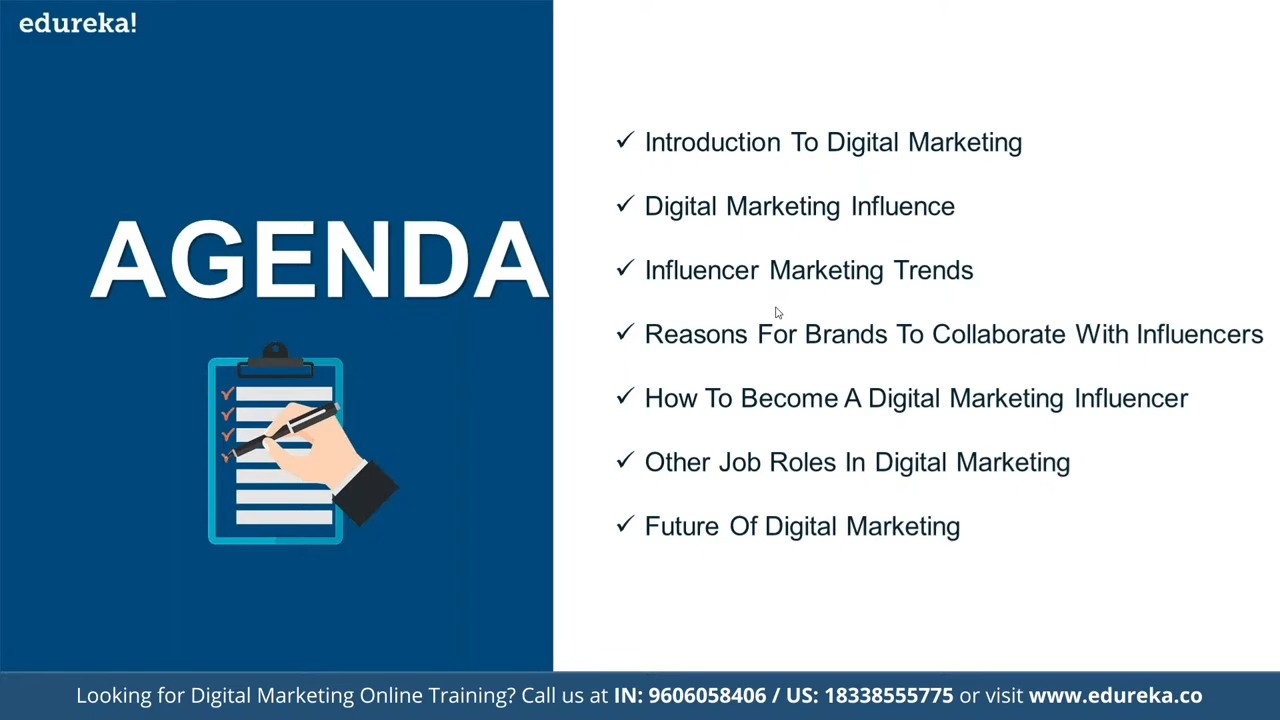 edureka!
AGENDA
✓ Introduction To Digital Marketing
✓ Digital Marketing Influence
✓ Influencer Marketing Trends
✓ Reasons For Brands To Collaborate With Influencers
✓ How To Become A Digital Marketing Influencer
✓ Other Job Roles In Digital Marketing
✓ Future Of Digital Marketing
Looking for Digital Marketing Online Training? Call us at IN: 9606058406 / US: 18338555775 or visit www.edureka.co